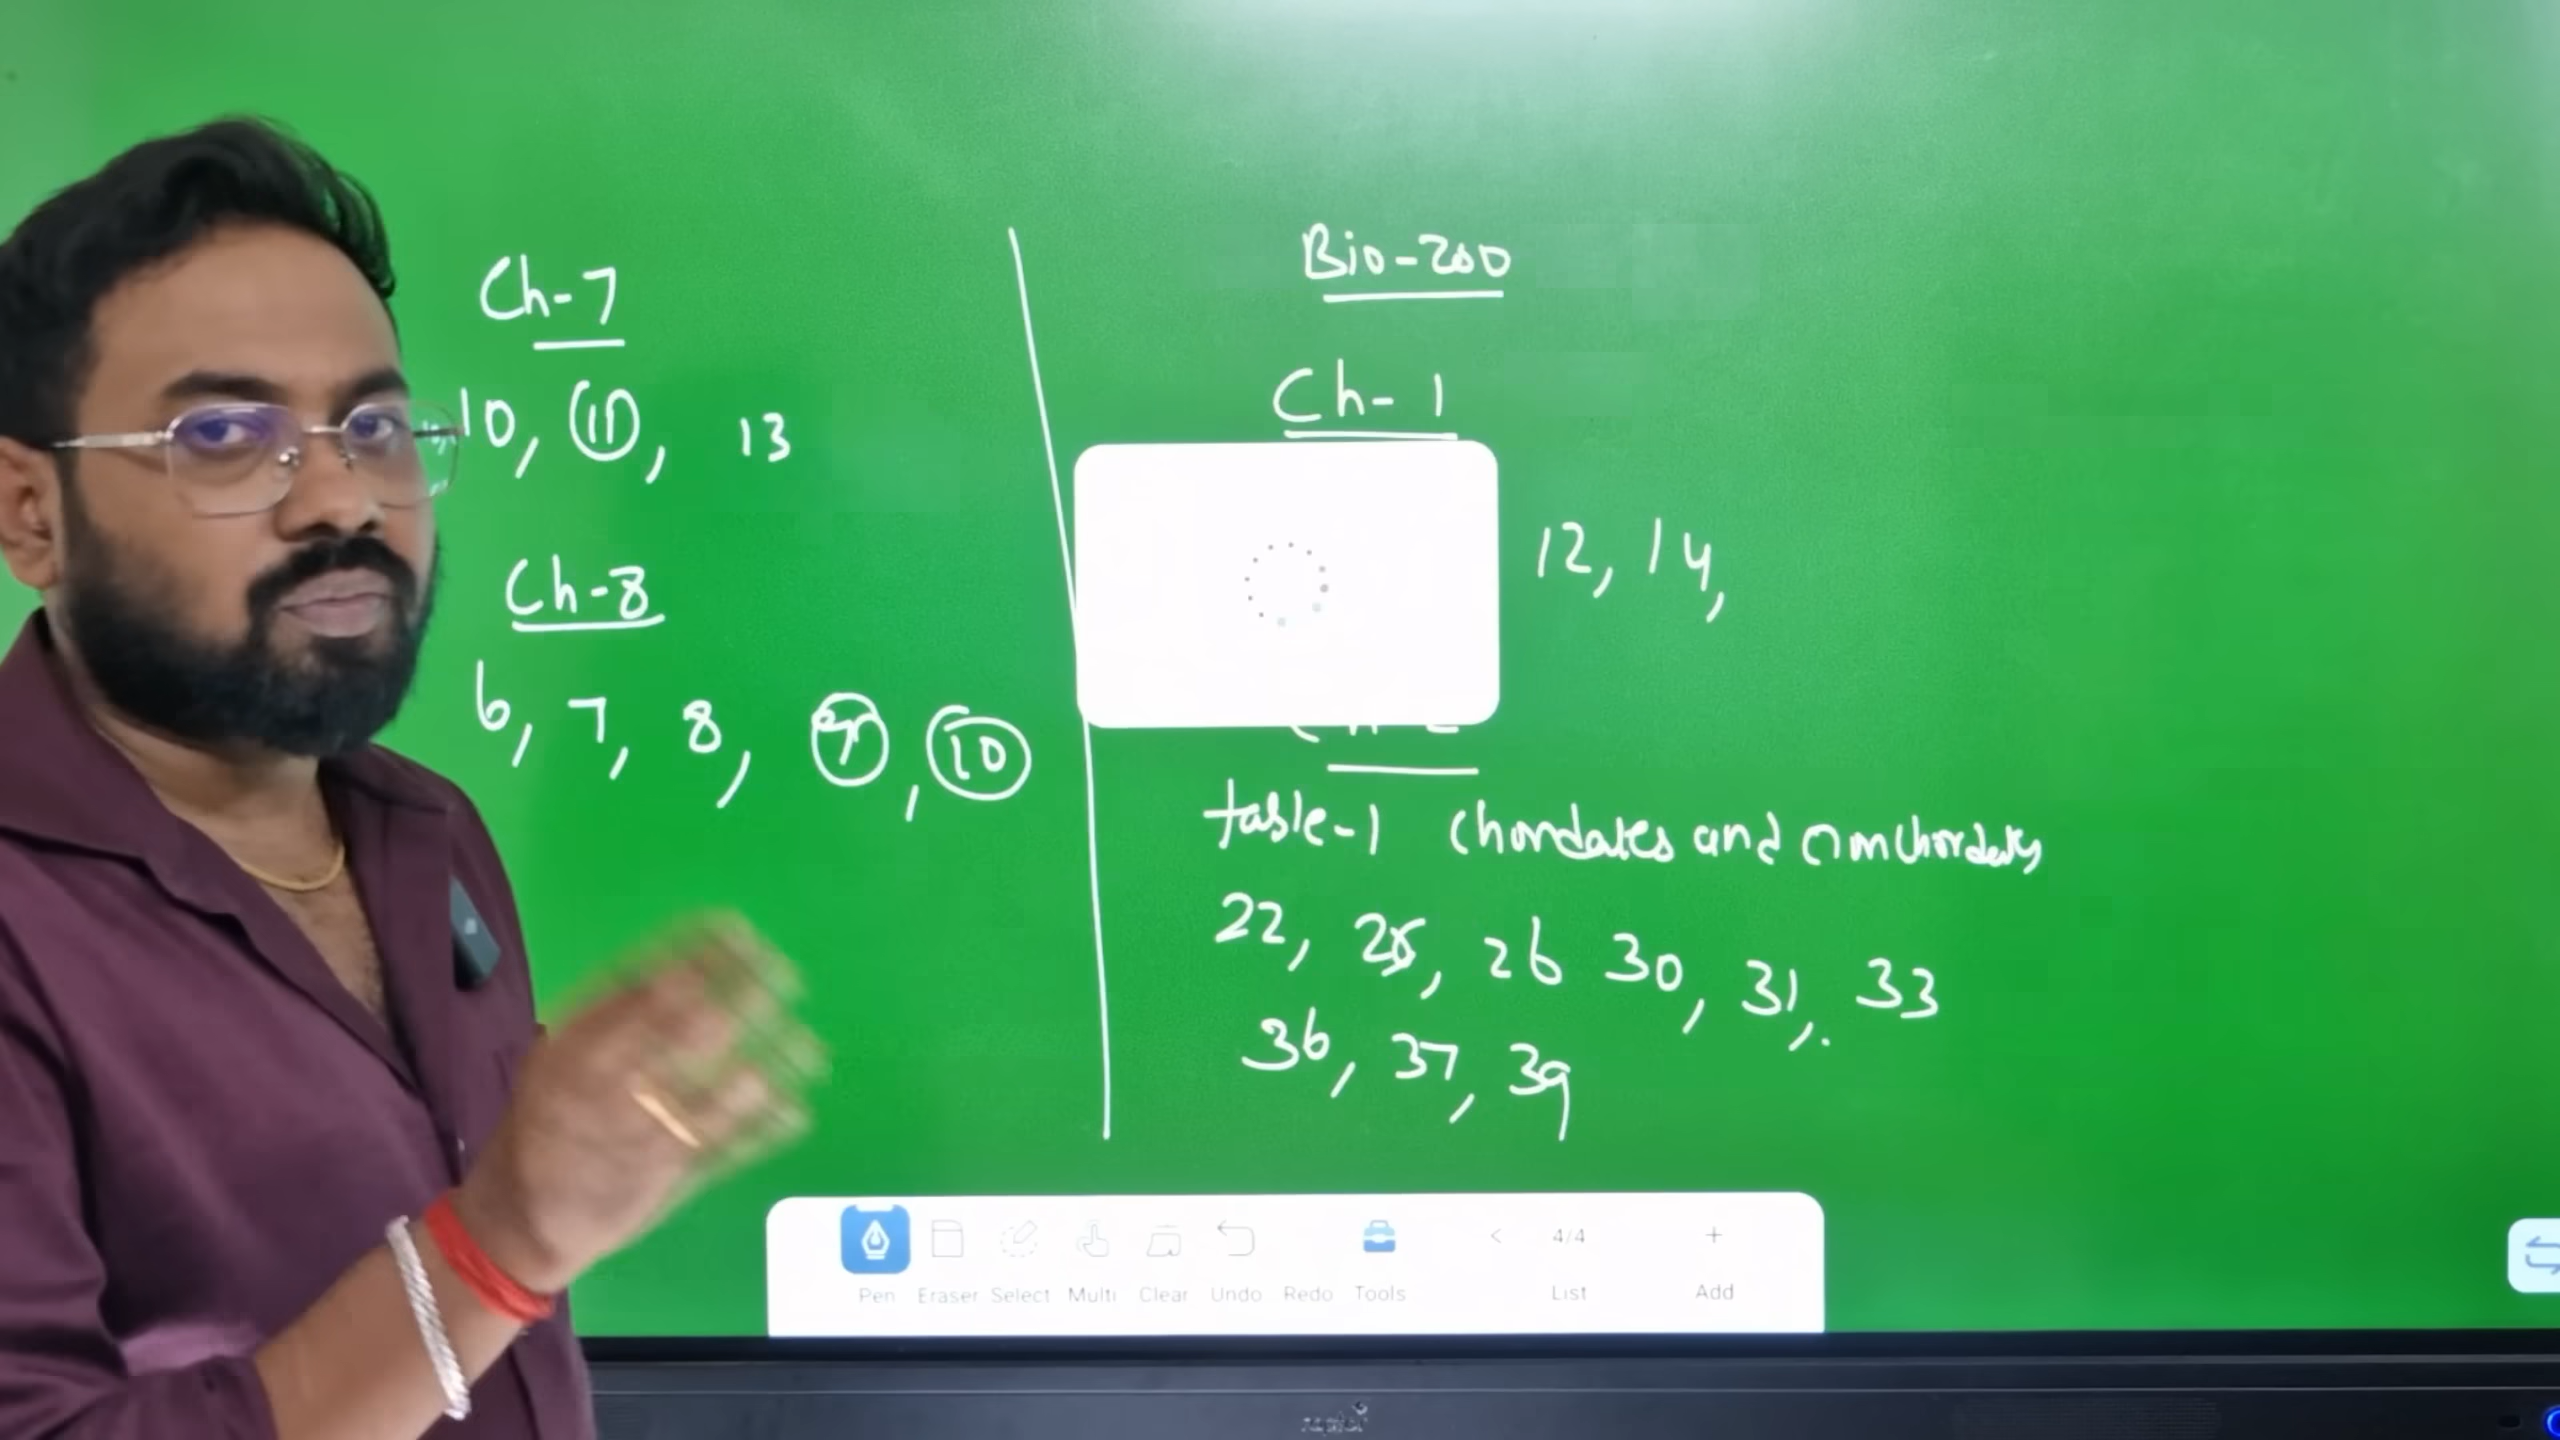 Ch-7
10, 11, 13
Ch-8
6, 7, 8, 9, 10
Bio-200
Ch-1
12, 14,
table-1 Chordates and nonchordates
22, 25, 26 30, 31, 33
36, 37, 39
Pen Eraser Select Multi Clear Undo Redo Tools
< 4/4 +
List Add